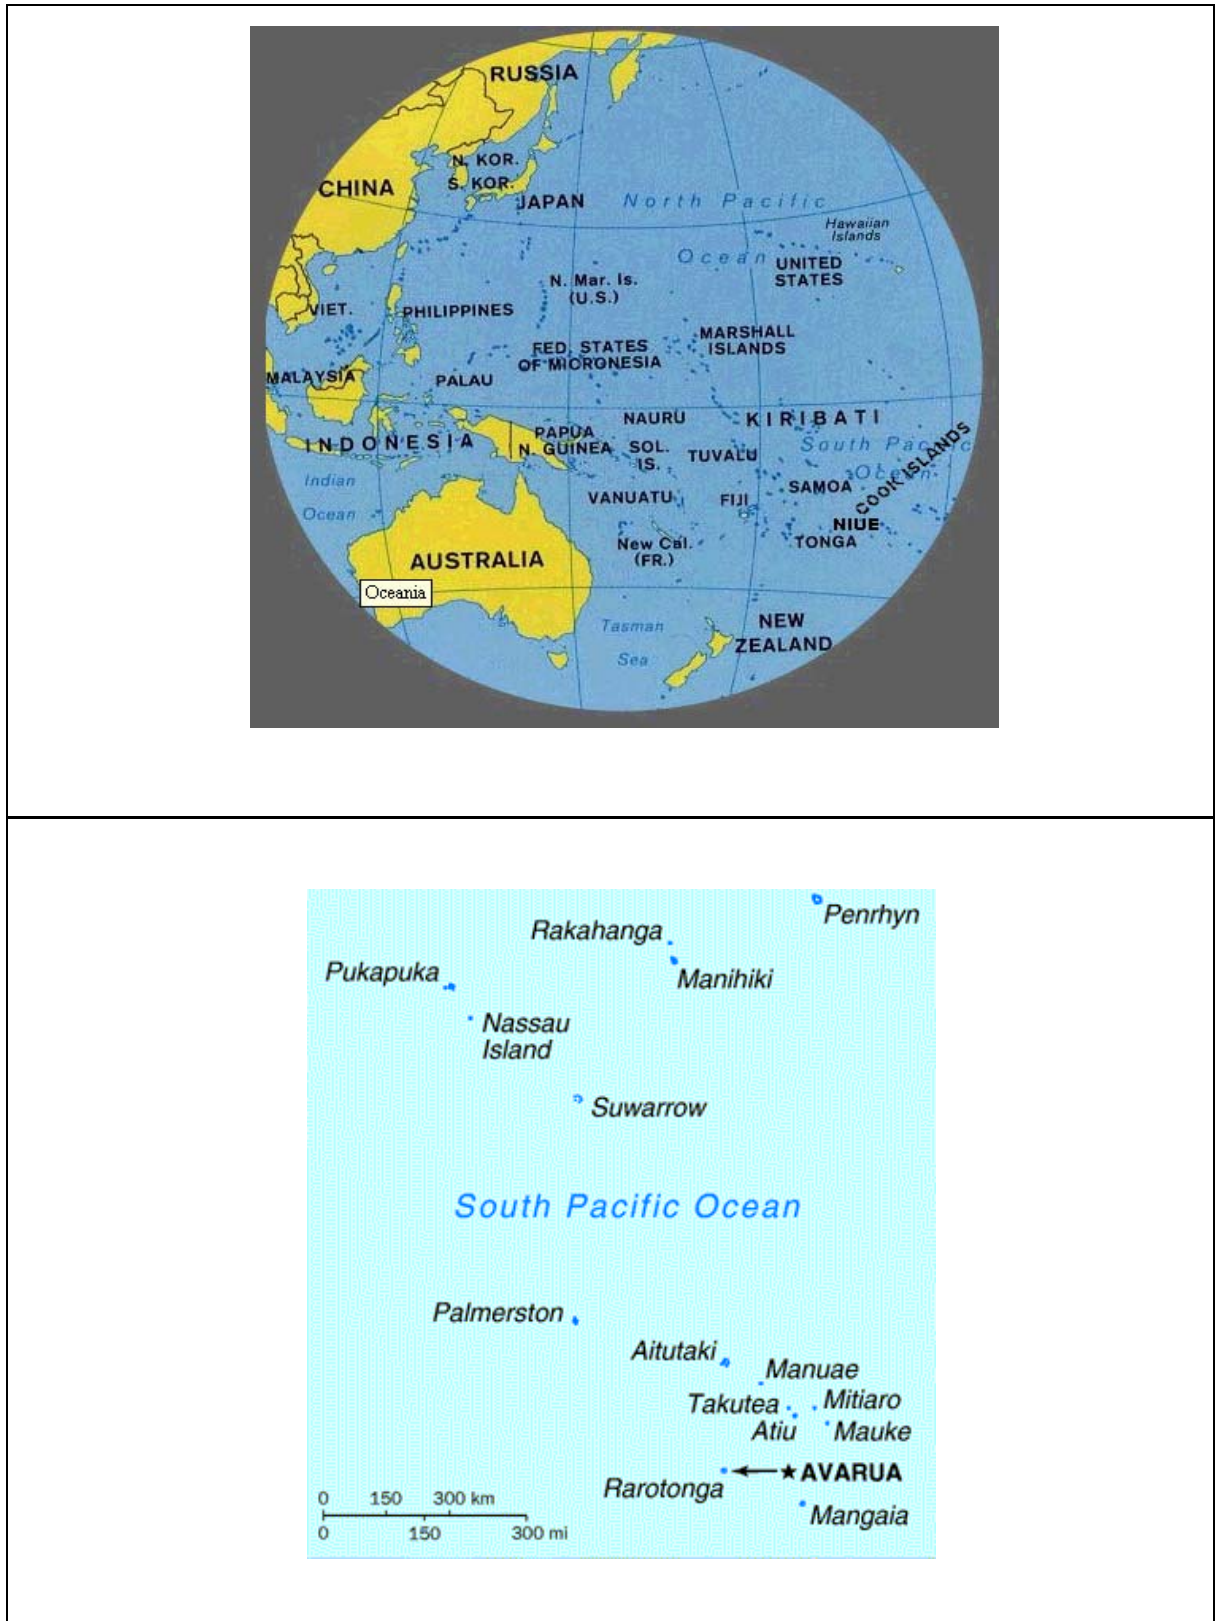 RUSSIA
N. KOR.
S. KOR.
CHINA
JAPAN
North Pacific
Ocean
Hawaiian
Islands
UNITED
STATES
N. Mar. Is.
(U.S.)
VIET.
PHILIPPINES
MARSHALL
ISLANDS
FED. STATES
OF MICRONESIA
MALAYSIA
PALAU
NAURU
KIRIBATI
INDONESIA
PAPUA
N. GUINEA
SOL.
IS.
TUVALU
South Pacific
Ocean
COOK ISLANDS
Indian
Ocean
VANUATU
FIJI
SAMOA
NIUE
TONGA
New Cal.
(FR.)
AUSTRALIA
Oceania
Tasman
Sea
NEW
ZEALAND
Penrhyn
Rakahanga
Manihiki
Pukapuka
Nassau
Island
Suwarrow
South Pacific Ocean
Palmerston
Aitutaki
Manuae
Takutea
Mitiaro
Atiu
Mauke
AVARUA
Rarotonga
Mangaia
0 150 300 km
0 150 300 mi